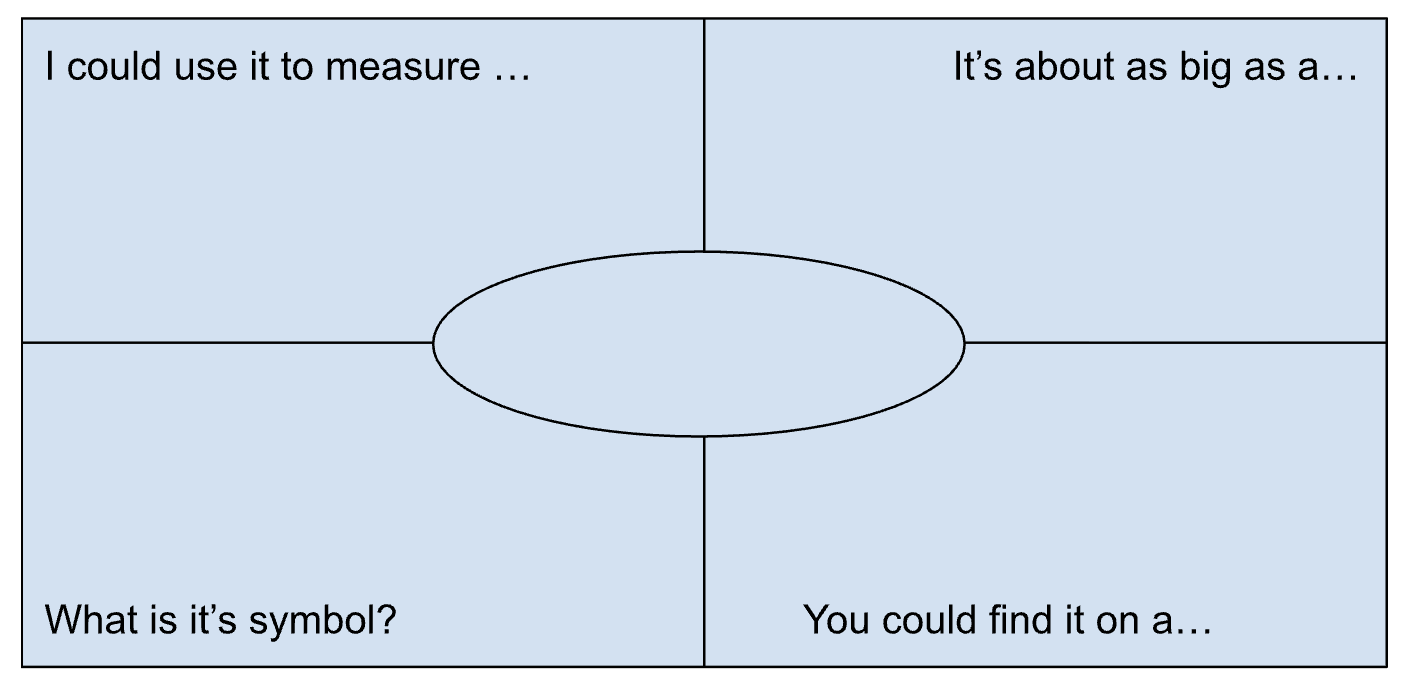 I could use it to measure …
It’s about as big as a…
What is it’s symbol?
You could find it on a…